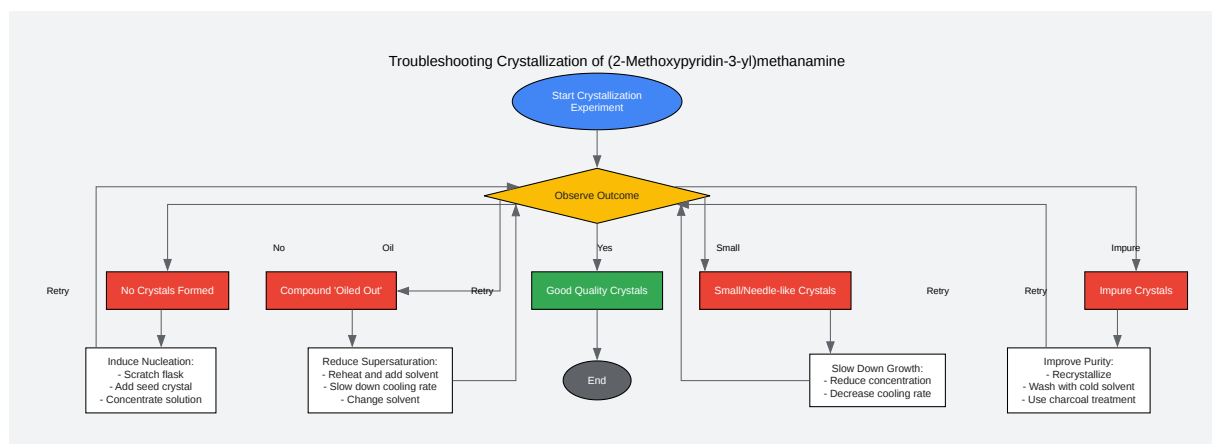 Troubleshooting Crystallization of (2-Methoxypyridin-3-yl)methanamine
Start Crystallization
Experiment
Observe Outcome
No
Oil
Yes
Small
Impure
Retry
No Crystals Formed
Compound 'Oiled Out'
Retry
Good Quality Crystals
Small/Needle-like Crystals
Retry
Retry
Impure Crystals
Induce Nucleation:
- Scratch flask
- Add seed crystal
- Concentrate solution
Reduce Supersaturation:
- Reheat and add solvent
- Slow down cooling rate
- Change solvent
End
Slow Down Growth:
- Reduce concentration
- Decrease cooling rate
Improve Purity:
- Recrystallize
- Wash with cold solvent
- Use charcoal treatment